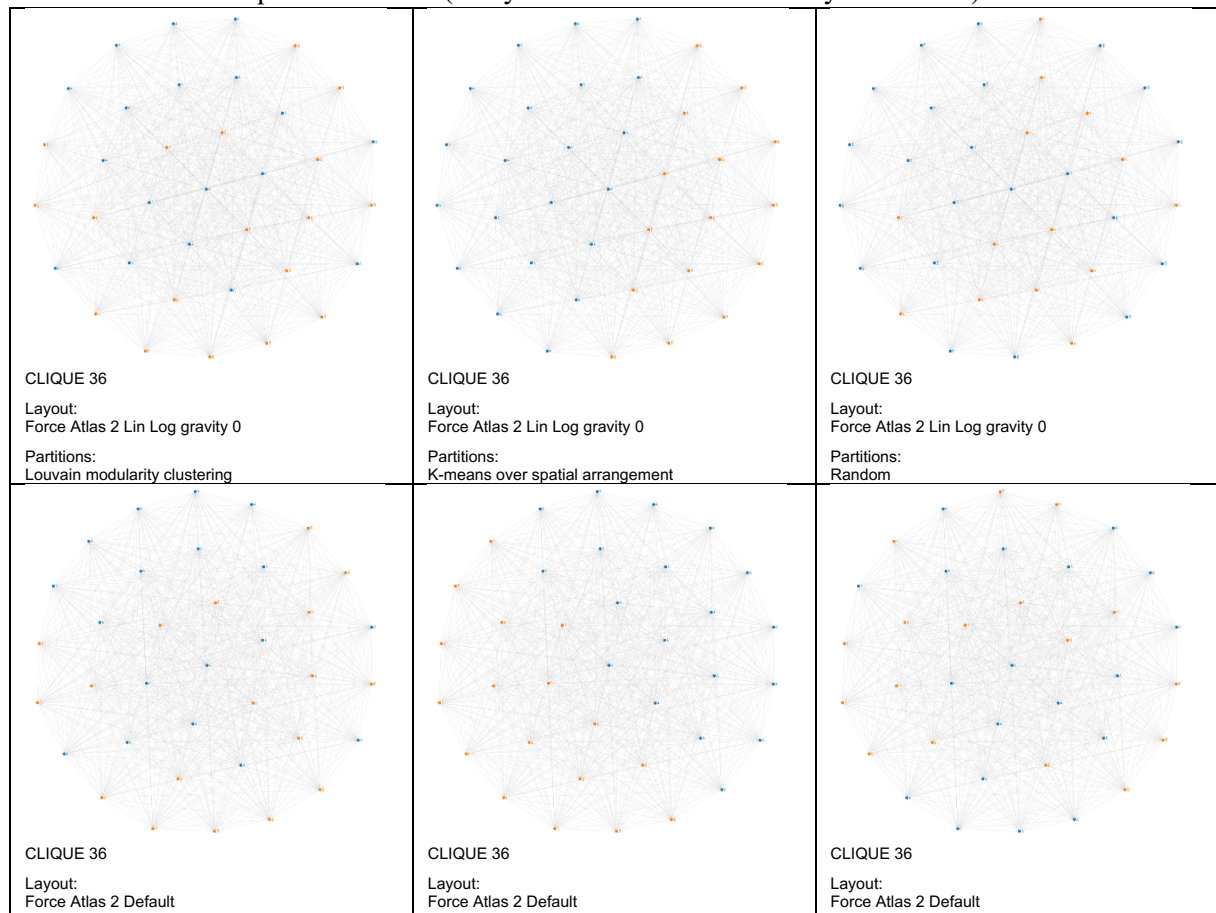 CLIQUE 36
Layout:
Force Atlas 2 Lin Log gravity 0
Partitions:
Louvain modularity clustering
CLIQUE 36
Layout:
Force Atlas 2 Lin Log gravity 0
Partitions:
K-means over spatial arrangement
CLIQUE 36
Layout:
Force Atlas 2 Lin Log gravity 0
Partitions:
Random
CLIQUE 36
Layout:
Force Atlas 2 Default
CLIQUE 36
Layout:
Force Atlas 2 Default
CLIQUE 36
Layout:
Force Atlas 2 Default